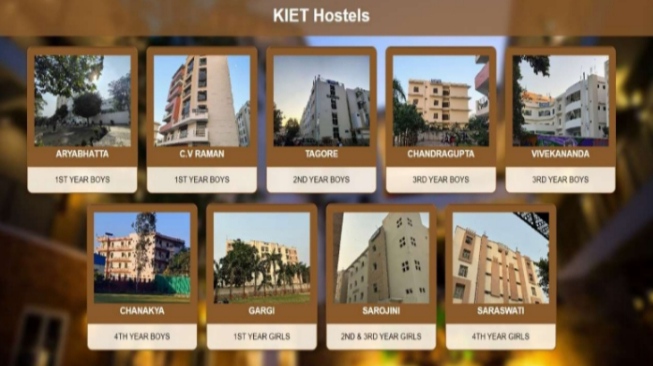 KIET Hostels
ARYABHATTA
1ST YEAR BOYS
C.V RAMAN
1ST YEAR BOYS
TAGORE
2ND YEAR BOYS
CHANDRAGUPTA
3RD YEAR BOYS
VIVEKANANDA
3RD YEAR BOYS
CHANAKYA
4TH YEAR BOYS
GARGI
1ST YEAR GIRLS
SAROJINI
2ND & 3RD YEAR GIRLS
SARASWATI
4TH YEAR GIRLS